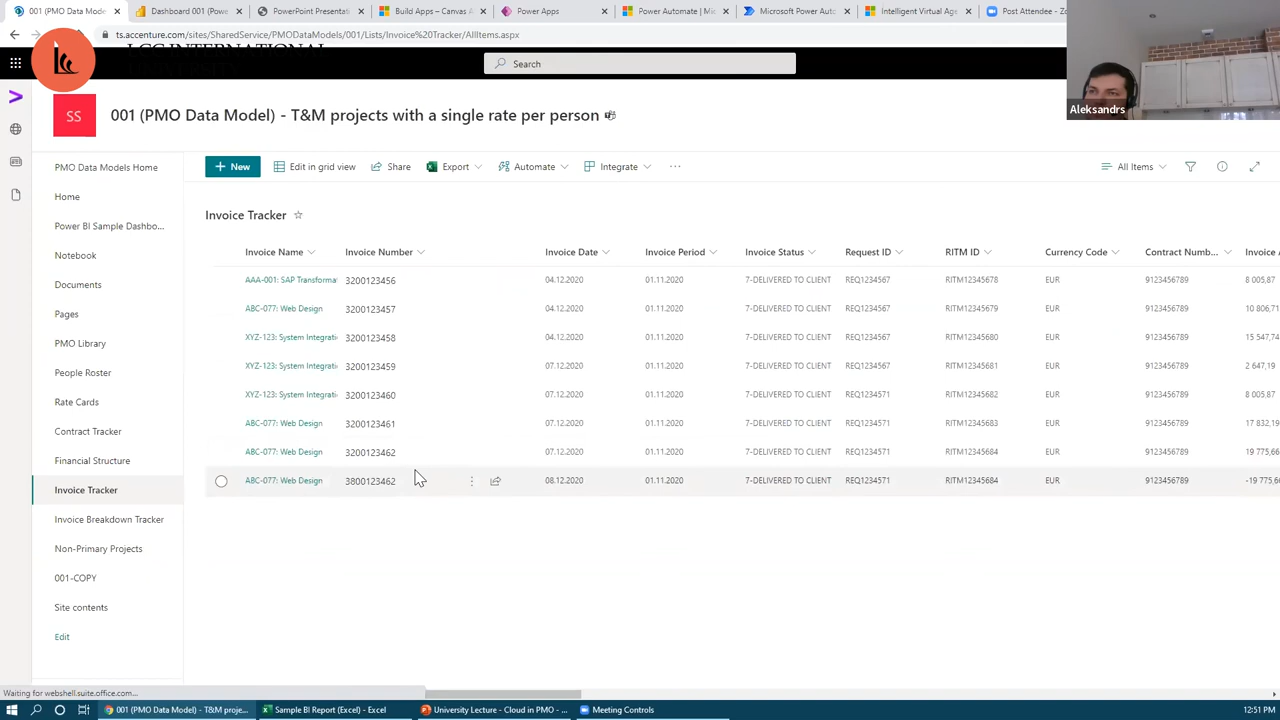 001 (PMO Data Model) - T&M proj
Dashboard 001 (Power
PowerPoint Presentati
Build Apps – Canvas A
Power Apps
Power Automate | Mic
Microsoft Power Auto
Intelligent Virtual Age
Post Attendee - Zo
ts.accenture.com/sites/SharedService/PMODataModels/001/Lists/Invoice%20Tracker/AllItems.aspx
LCC INTERNATIONAL
Search
SS
001 (PMO Data Model) - T&M projects with a single rate per person
Aleksandrs
New
Edit in grid view
Share
Export
Automate
Integrate
All Items
PMO Data Models Home
Home
Power BI Sample Dashbo...
Notebook
Documents
Pages
PMO Library
People Roster
Rate Cards
Contract Tracker
Financial Structure
Invoice Tracker
Invoice Breakdown Tracker
Non-Primary Projects
001-COPY
Site contents
Edit
Invoice Tracker
Invoice Name Invoice Number Invoice Date Invoice Period Invoice Status Request ID RITM ID Currency Code Contract Numb... Invoice A
AAA-001: SAP Transforma 3200123456 04.12.2020 01.11.2020 7-DELIVERED TO CLIENT REQ1234567 RITM12345678 EUR 9123456789 8 005,87
ABC-077: Web Design 3200123457 04.12.2020 01.11.2020 7-DELIVERED TO CLIENT REQ1234567 RITM12345679 EUR 9123456789 10 806,7
XYZ-123: System Integrati 3200123458 04.12.2020 01.11.2020 7-DELIVERED TO CLIENT REQ1234567 RITM12345680 EUR 9123456789 15 547,74
XYZ-123: System Integrati 3200123459 07.12.2020 01.11.2020 7-DELIVERED TO CLIENT REQ1234567 RITM12345681 EUR 9123456789 2 647,19
XYZ-123: System Integrati 3200123460 07.12.2020 01.11.2020 7-DELIVERED TO CLIENT REQ1234571 RITM12345682 EUR 9123456789 8 005,87
ABC-077: Web Design 3200123461 07.12.2020 01.11.2020 7-DELIVERED TO CLIENT REQ1234571 RITM12345683 EUR 9123456789 17 832,19
ABC-077: Web Design 3200123462 07.12.2020 01.11.2020 7-DELIVERED TO CLIENT REQ1234571 RITM12345684 EUR 9123456789 19 775,66
ABC-077: Web Design 3800123462 08.12.2020 01.11.2020 7-DELIVERED TO CLIENT REQ1234571 RITM12345684 EUR 9123456789 -19 775,6
Waiting for webshell.suite.office.com...
001 (PMO Data Model) - T&M proje...
Sample BI Report (Excel) - Excel
University Lecture - Cloud in PMO - ...
Meeting Controls
12:51 PM